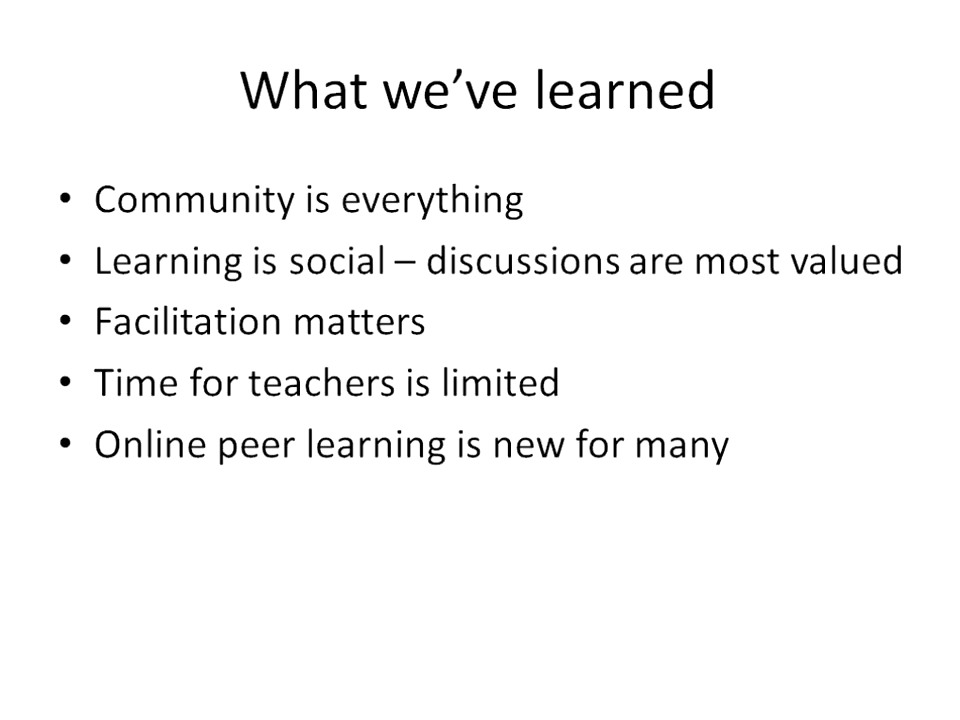 What we’ve learned
• Community is everything
• Learning is social – discussions are most valued
• Facilitation matters
• Time for teachers is limited
• Online peer learning is new for many